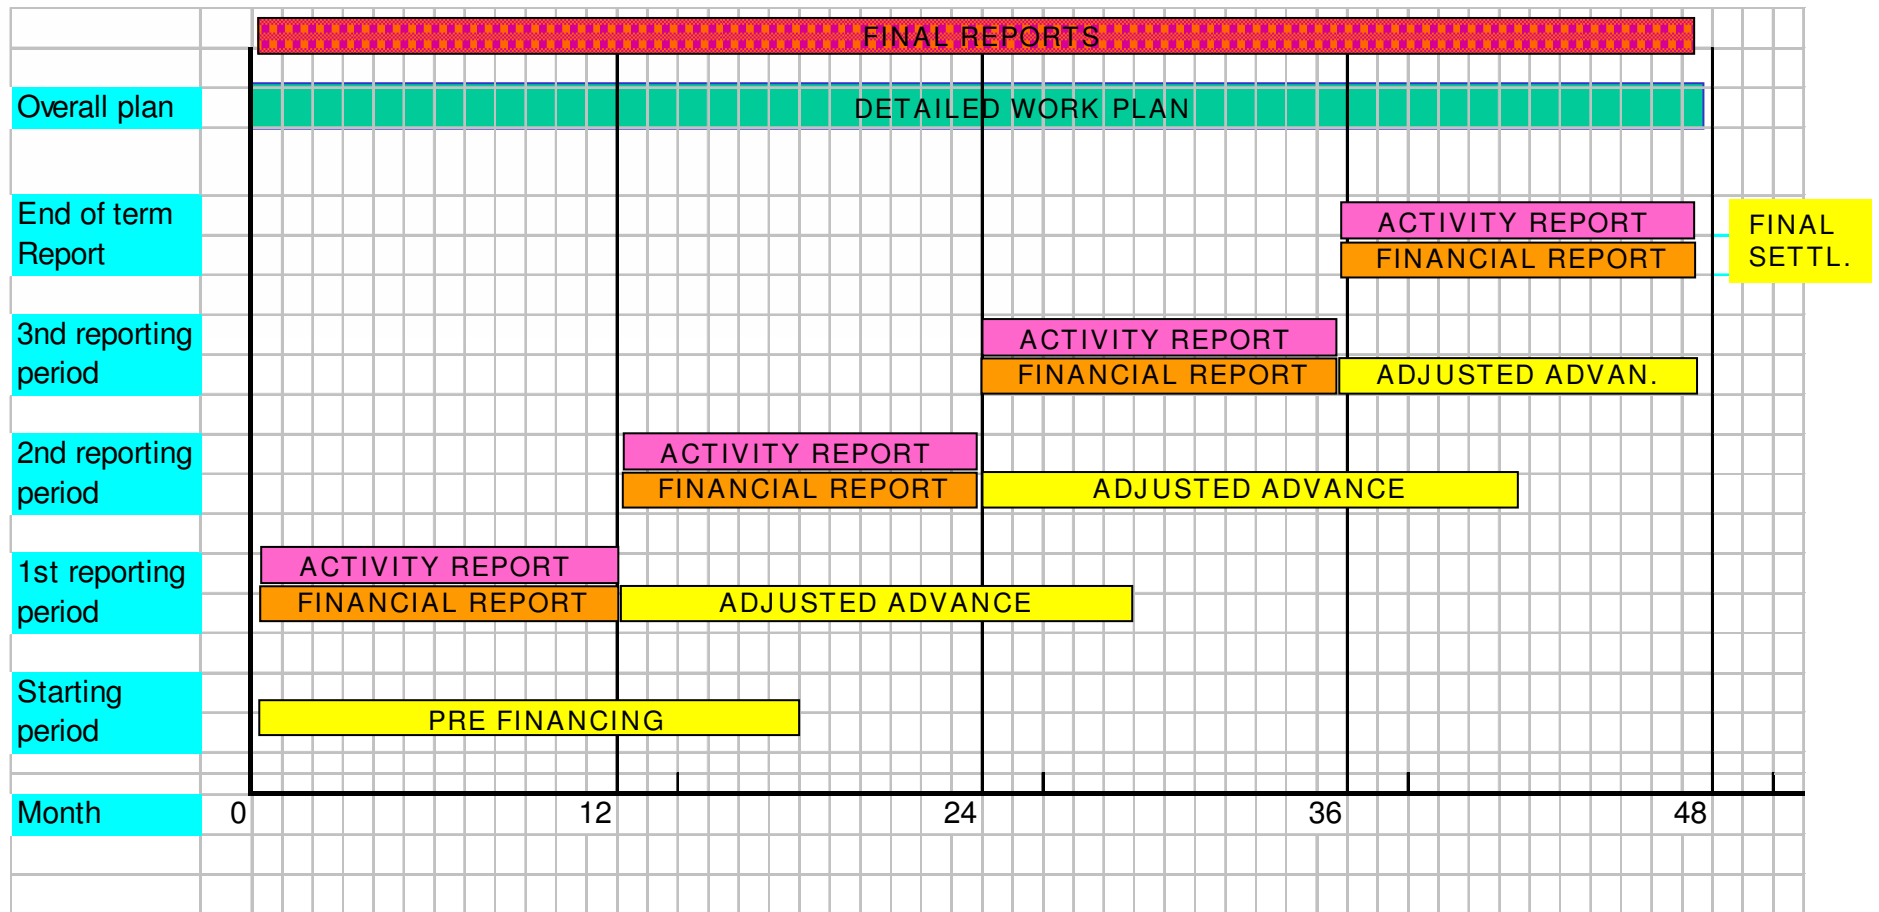 FINAL REPORTS
Overall plan
DETAILED WORK PLAN
End of term
Report
ACTIVITY REPORT
FINANCIAL REPORT
FINAL
SETTL.
3nd reporting
period
ACTIVITY REPORT
FINANCIAL REPORT
ADJUSTED ADVAN.
2nd reporting
period
ACTIVITY REPORT
FINANCIAL REPORT
ADJUSTED ADVANCE
1st reporting
period
ACTIVITY REPORT
FINANCIAL REPORT
ADJUSTED ADVANCE
Starting
period
PRE FINANCING
Month 0 12 24 36 48